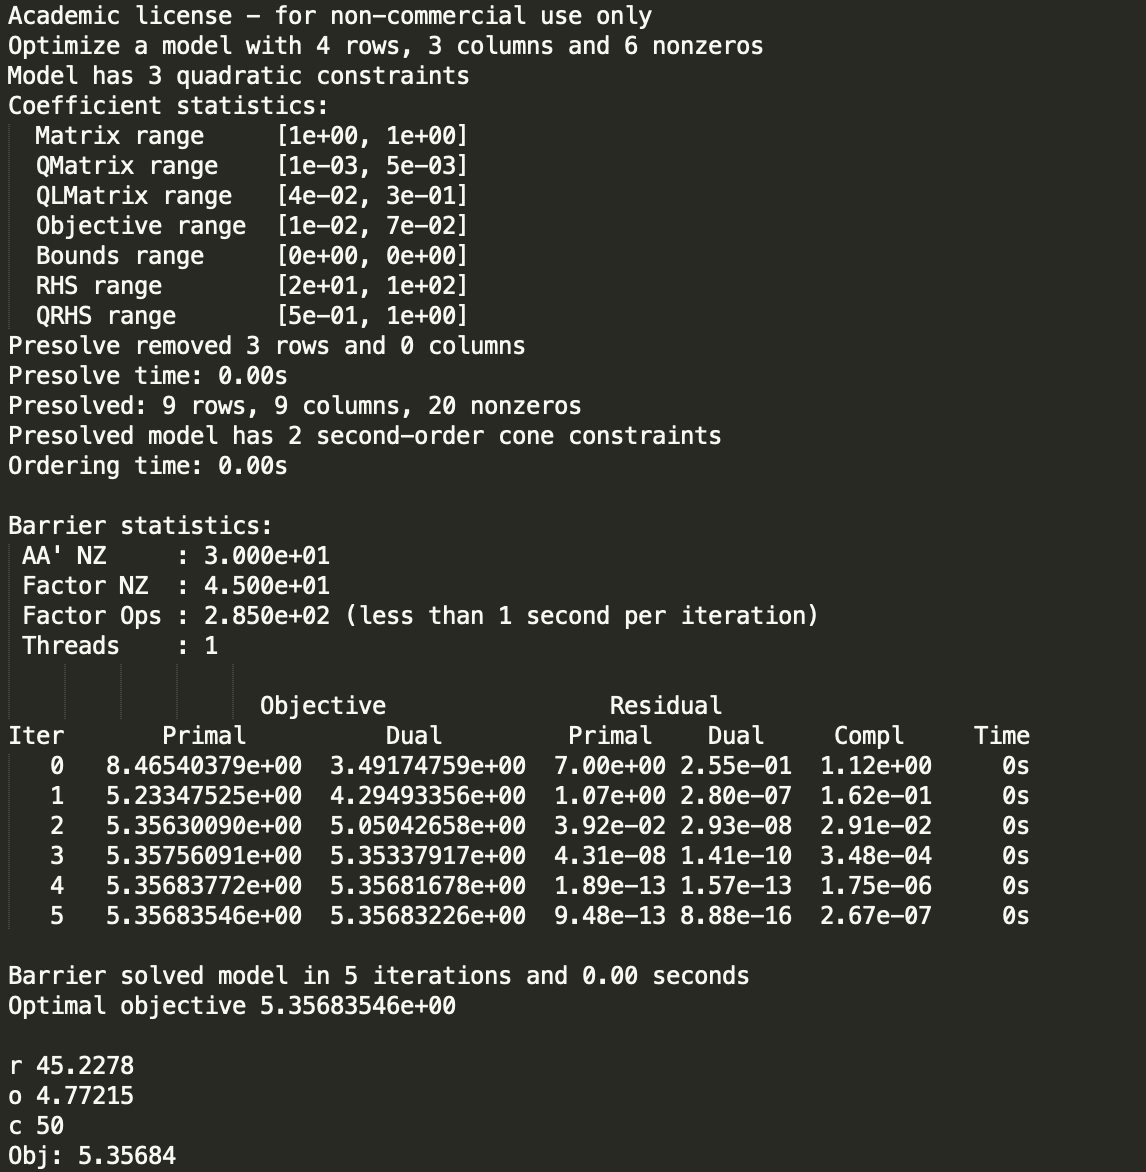 Academic license - for non-commercial use only
Optimize a model with 4 rows, 3 columns and 6 nonzeros
Model has 3 quadratic constraints
Coefficient statistics:
  Matrix range     [1e+00, 1e+00]
  QMatrix range    [1e-03, 5e-03]
  QLMatrix range   [4e-02, 3e-01]
  Objective range  [1e-02, 7e-02]
  Bounds range     [0e+00, 0e+00]
  RHS range        [2e+01, 1e+02]
  QRHS range       [5e-01, 1e+00]
Presolve removed 3 rows and 0 columns
Presolve time: 0.00s
Presolved: 9 rows, 9 columns, 20 nonzeros
Presolved model has 2 second-order cone constraints
Ordering time: 0.00s

Barrier statistics:
 AA' NZ     : 3.000e+01
 Factor NZ  : 4.500e+01
 Factor Ops : 2.850e+02 (less than 1 second per iteration)
 Threads    : 1

                  Objective                Residual
Iter       Primal          Dual         Primal    Dual     Compl     Time
   0   8.46540379e+00  3.49174759e+00  7.00e+00 2.55e-01  1.12e+00     0s
   1   5.23347525e+00  4.29493356e+00  1.07e+00 2.80e-07  1.62e-01     0s
   2   5.35630090e+00  5.05042658e+00  3.92e-02 2.93e-08  2.91e-02     0s
   3   5.35756091e+00  5.35337917e+00  4.31e-08 1.41e-10  3.48e-04     0s
   4   5.35683772e+00  5.35681678e+00  1.89e-13 1.57e-13  1.75e-06     0s
   5   5.35683546e+00  5.35683226e+00  9.48e-13 8.88e-16  2.67e-07     0s

Barrier solved model in 5 iterations and 0.00 seconds
Optimal objective 5.35683546e+00

r 45.2278
o 4.77215
c 50
Obj: 5.35684